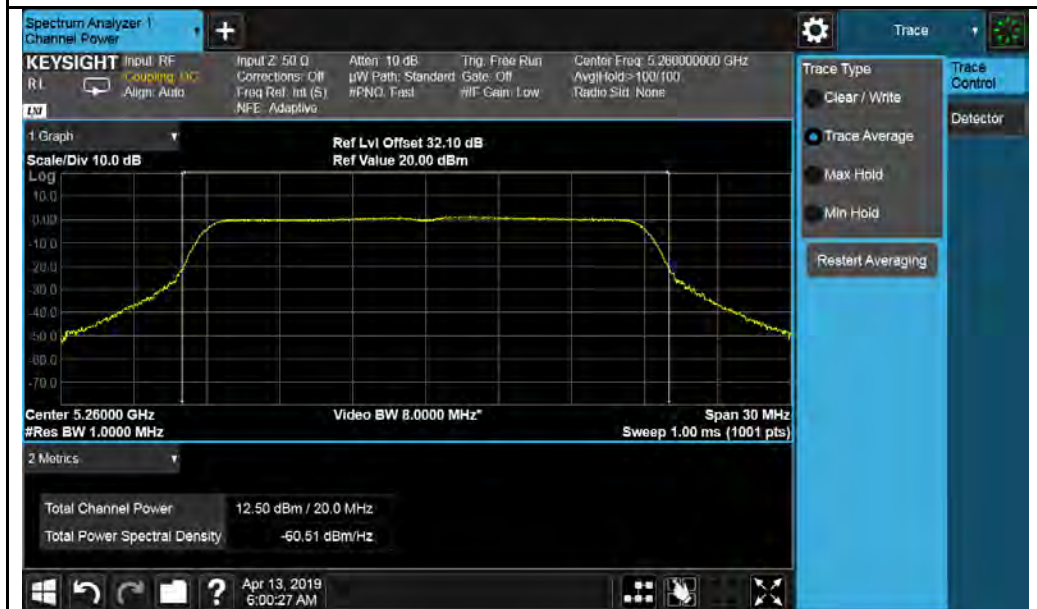 Spectrum Analyzer 1
Channel Power
+
Trace
KEYSIGHT Input: RF
R L
Coupling: DC
Align: Auto
LXI
Input Z: 50 Ω
Corrections: Off
Freq Ref: Int (S)
NFE: Adaptive
Atten: 10 dB
µW Path: Standard
#PNO: Fast
Trig: Free Run
Gate: Off
#IF Gain: Low
Center Freq: 5.260000000 GHz
Avg|Hold:>100/100
Radio Std: None
Trace Type
Clear / Write
Trace Average
Max Hold
Min Hold
Restart Averaging
Trace
Control
Detector
1 Graph
Scale/Div 10.0 dB
Ref Lvl Offset 32.10 dB
Ref Value 20.00 dBm
Log
10.0
0.00
-10.0
-20.0
-30.0
-40.0
-50.0
-60.0
-70.0
Center 5.26000 GHz
#Res BW 1.0000 MHz
Video BW 8.0000 MHz*
Span 30 MHz
Sweep 1.00 ms (1001 pts)
2 Metrics
Total Channel Power 12.50 dBm / 20.0 MHz
Total Power Spectral Density -60.51 dBm/Hz
?
Apr 13, 2019
6:00:27 AM